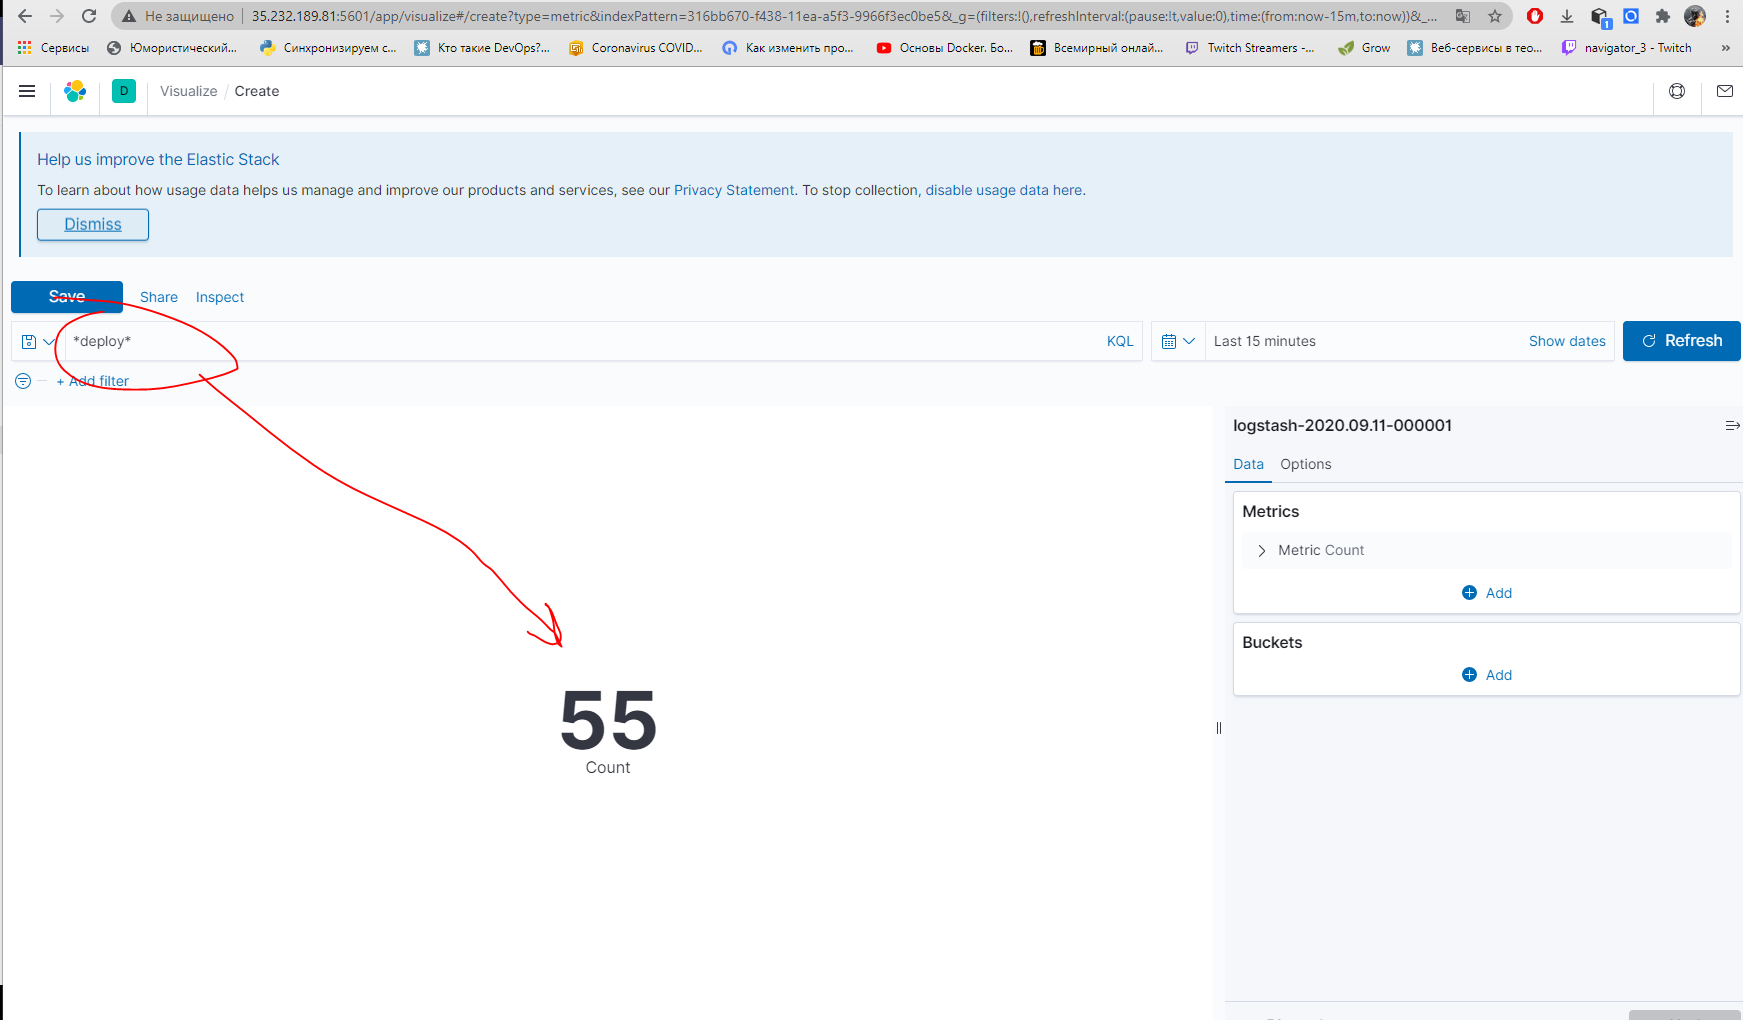 Не защищено 35.232.189.81:5601/app/visualize#/create?type=metric&indexPattern=316bb670-f438-11ea-a5f3-9966f3ec0be5&_g=(filters:!(),refreshInterval:(pause:!t,value:0),time:(from:now-15m,to:now))&_...
Сервисы Юмористический... Синхронизируем с... Кто такие DevOps?... Coronavirus COVID... Как изменить про... Основы Docker. Бо... Всемирный онлай... Twitch Streamers -... Grow Веб-сервисы в тео... navigator_3 - Twitch »
D Visualize / Create
Help us improve the Elastic Stack
To learn about how usage data helps us manage and improve our products and services, see our Privacy Statement. To stop collection, disable usage data here.
Dismiss
Save Share Inspect
*deploy* KQL Last 15 minutes Show dates Refresh
+ Add filter
logstash-2020.09.11-000001
Data Options
Metrics
Metric Count
Add
Buckets
Add
55
Count